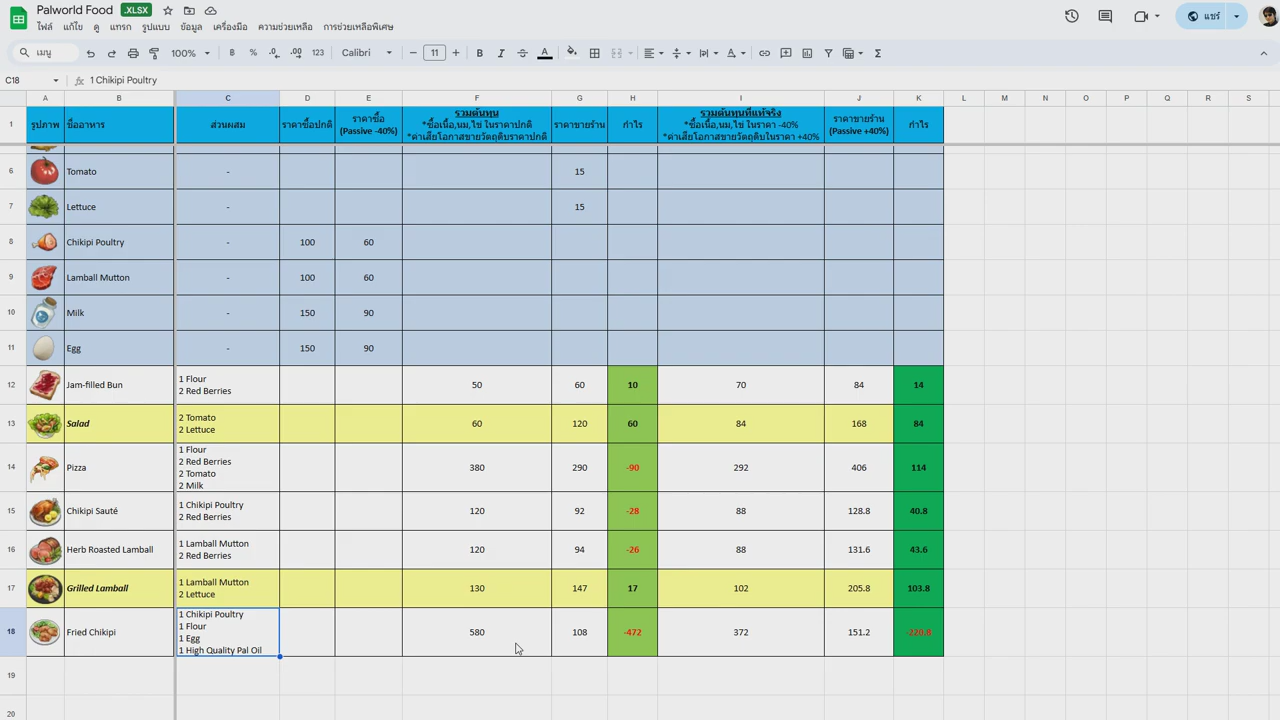 Palworld Food .XLSX
ไฟล์ แก้ไข ดู แทรก รูปแบบ ข้อมูล เครื่องมือ ความช่วยเหลือ การช่วยเหลือพิเศษ
แชร์
เมนู 100% B % .0 .00 123 Calibri - 11 + B I S A Σ
C18 fx 1 Chikipi Poultry
A B C D E F G H I J K L M N O P Q R S
1 รูปภาพ ชื่ออาหาร ส่วนผสม ราคาซื้อปกติ ราคาซื้อ (Passive -40%) รวมต้นทุน *ซื้อเนื้อ,นม,ไข่ ในราคาปกติ *ค่าเสียโอกาสขายวัตถุดิบราคาปกติ ราคาขายร้าน กำไร รวมต้นทุนที่แท้จริง *ซื้อเนื้อ,นม,ไข่ ในราคา -40% *ค่าเสียโอกาสขายวัตถุดิบในราคา +40% ราคาขายร้าน (Passive +40%) กำไร
6 Tomato - 15
7 Lettuce - 15
8 Chikipi Poultry - 100 60
9 Lamball Mutton - 100 60
10 Milk - 150 90
11 Egg - 150 90
12 Jam-filled Bun 1 Flour 2 Red Berries 50 60 10 70 84 14
13 Salad 2 Tomato 2 Lettuce 60 120 60 84 168 84
14 Pizza 1 Flour 2 Red Berries 2 Tomato 2 Milk 380 290 -90 292 406 114
15 Chikipi Sauté 1 Chikipi Poultry 2 Red Berries 120 92 -28 88 128.8 40.8
16 Herb Roasted Lamball 1 Lamball Mutton 2 Red Berries 120 94 -26 88 131.6 43.6
17 Grilled Lamball 1 Lamball Mutton 2 Lettuce 130 147 17 102 205.8 103.8
18 Fried Chikipi 1 Chikipi Poultry 1 Flour 1 Egg 1 High Quality Pal Oil 580 108 -472 372 151.2 -220.8
19
20